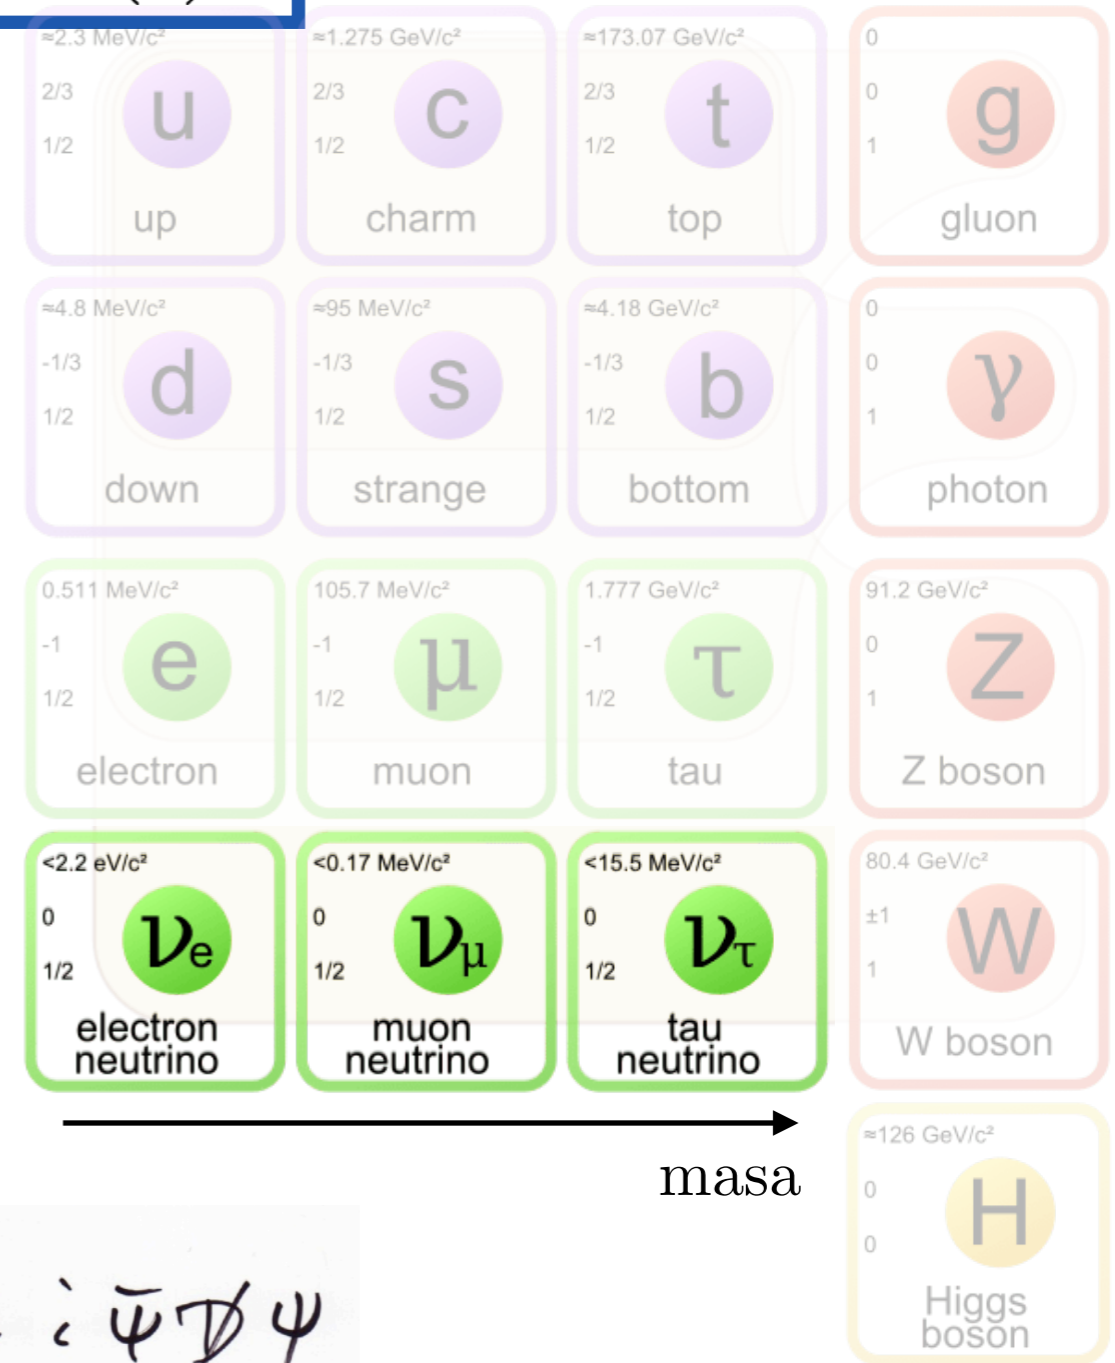 ≈2.3 MeV/c²
2/3
1/2
u
up
≈1.275 GeV/c²
2/3
1/2
c
charm
≈173.07 GeV/c²
2/3
1/2
t
top
0
0
1
g
gluon
≈4.8 MeV/c²
-1/3
1/2
d
down
≈95 MeV/c²
-1/3
1/2
s
strange
≈4.18 GeV/c²
-1/3
1/2
b
bottom
0
0
1
γ
photon
0.511 MeV/c²
-1
1/2
e
electron
105.7 MeV/c²
-1
1/2
μ
muon
1.777 GeV/c²
-1
1/2
τ
tau
91.2 GeV/c²
0
1
Z
Z boson
<2.2 eV/c²
0
1/2
νe
electron
neutrino
<0.17 MeV/c²
0
1/2
νμ
muon
neutrino
<15.5 MeV/c²
0
1/2
ντ
tau
neutrino
80.4 GeV/c²
±1
1
W
W boson
masa
≈126 GeV/c²
0
0
H
Higgs
boson
i ψ̄ D̸ ψ